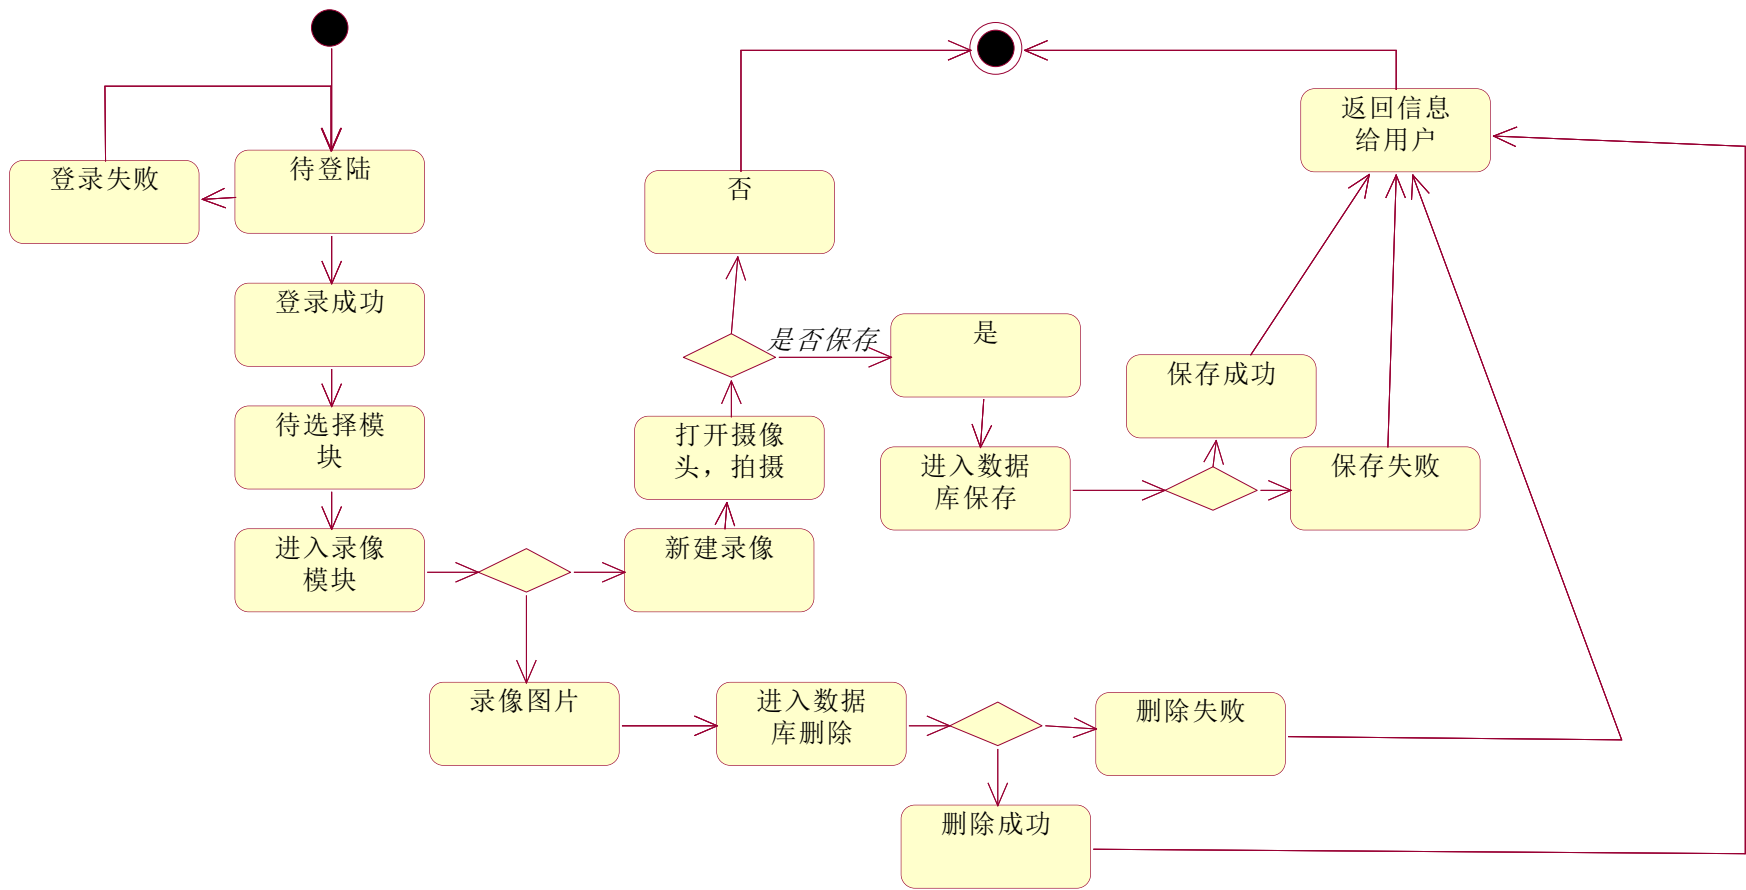 返回信息
给用户
登录失败
待登陆
否
登录成功
是否保存
是
保存成功
待选择模
块
打开摄像
头，拍摄
进入数据
库保存
保存失败
进入录像
模块
新建录像
录像图片
进入数据
库删除
删除失败
删除成功